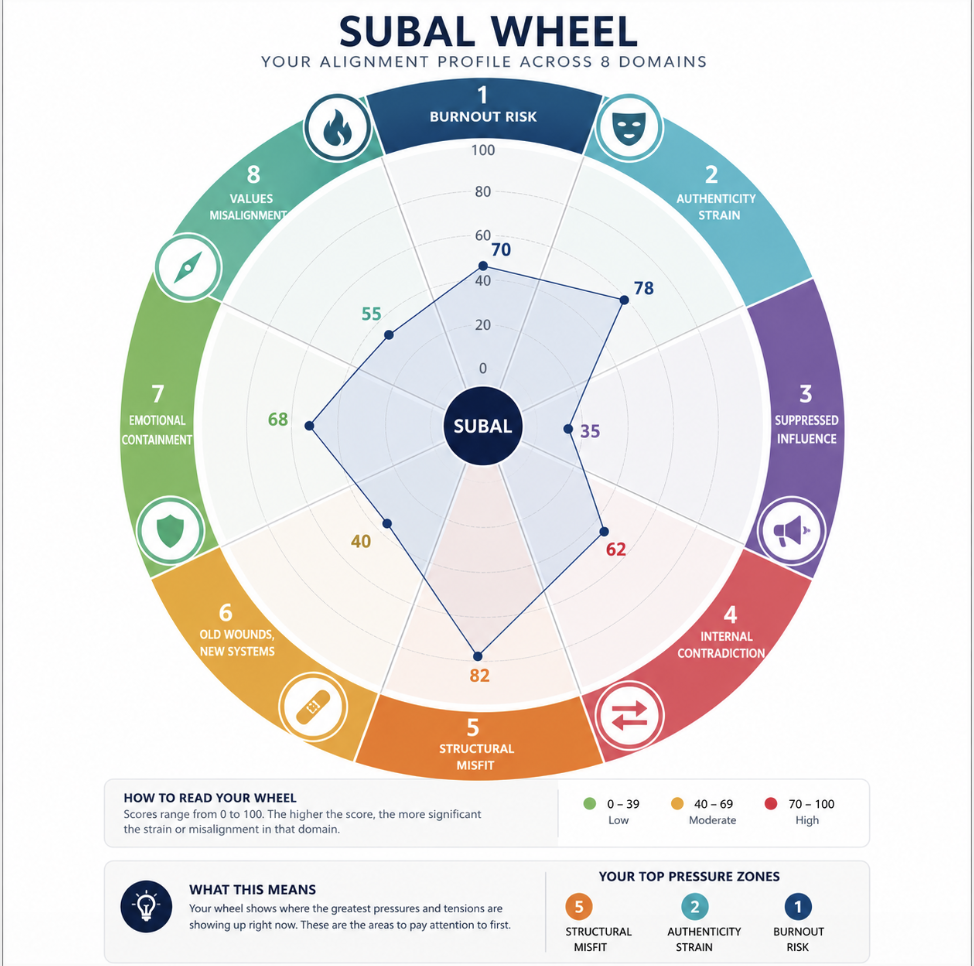 SUBAL WHEEL
YOUR ALIGNMENT PROFILE ACROSS 8 DOMAINS
1
BURNOUT RISK
2
AUTHENTICITY
STRAIN
3
SUPPRESSED
INFLUENCE
4
INTERNAL
CONTRADICTION
5
STRUCTURAL
MISFIT
6
OLD WOUNDS,
NEW SYSTEMS
7
EMOTIONAL
CONTAINMENT
8
VALUES
MISALIGNMENT
100
80
60
40
20
0
SUBAL
70
78
35
62
82
40
68
55
HOW TO READ YOUR WHEEL
Scores range from 0 to 100. The higher the score, the more significant
the strain or misalignment in that domain.
0 – 39
Low
40 – 69
Moderate
70 – 100
High
WHAT THIS MEANS
Your wheel shows where the greatest pressures and tensions are
showing up right now. These are the areas to pay attention to first.
YOUR TOP PRESSURE ZONES
5
STRUCTURAL
MISFIT
2
AUTHENTICITY
STRAIN
1
BURNOUT
RISK